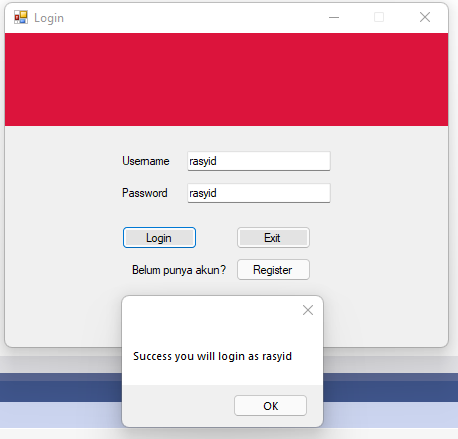 Login
Username rasyid
Password rasyid
Login Exit
Belum punya akun? Register
Success you will login as rasyid
OK